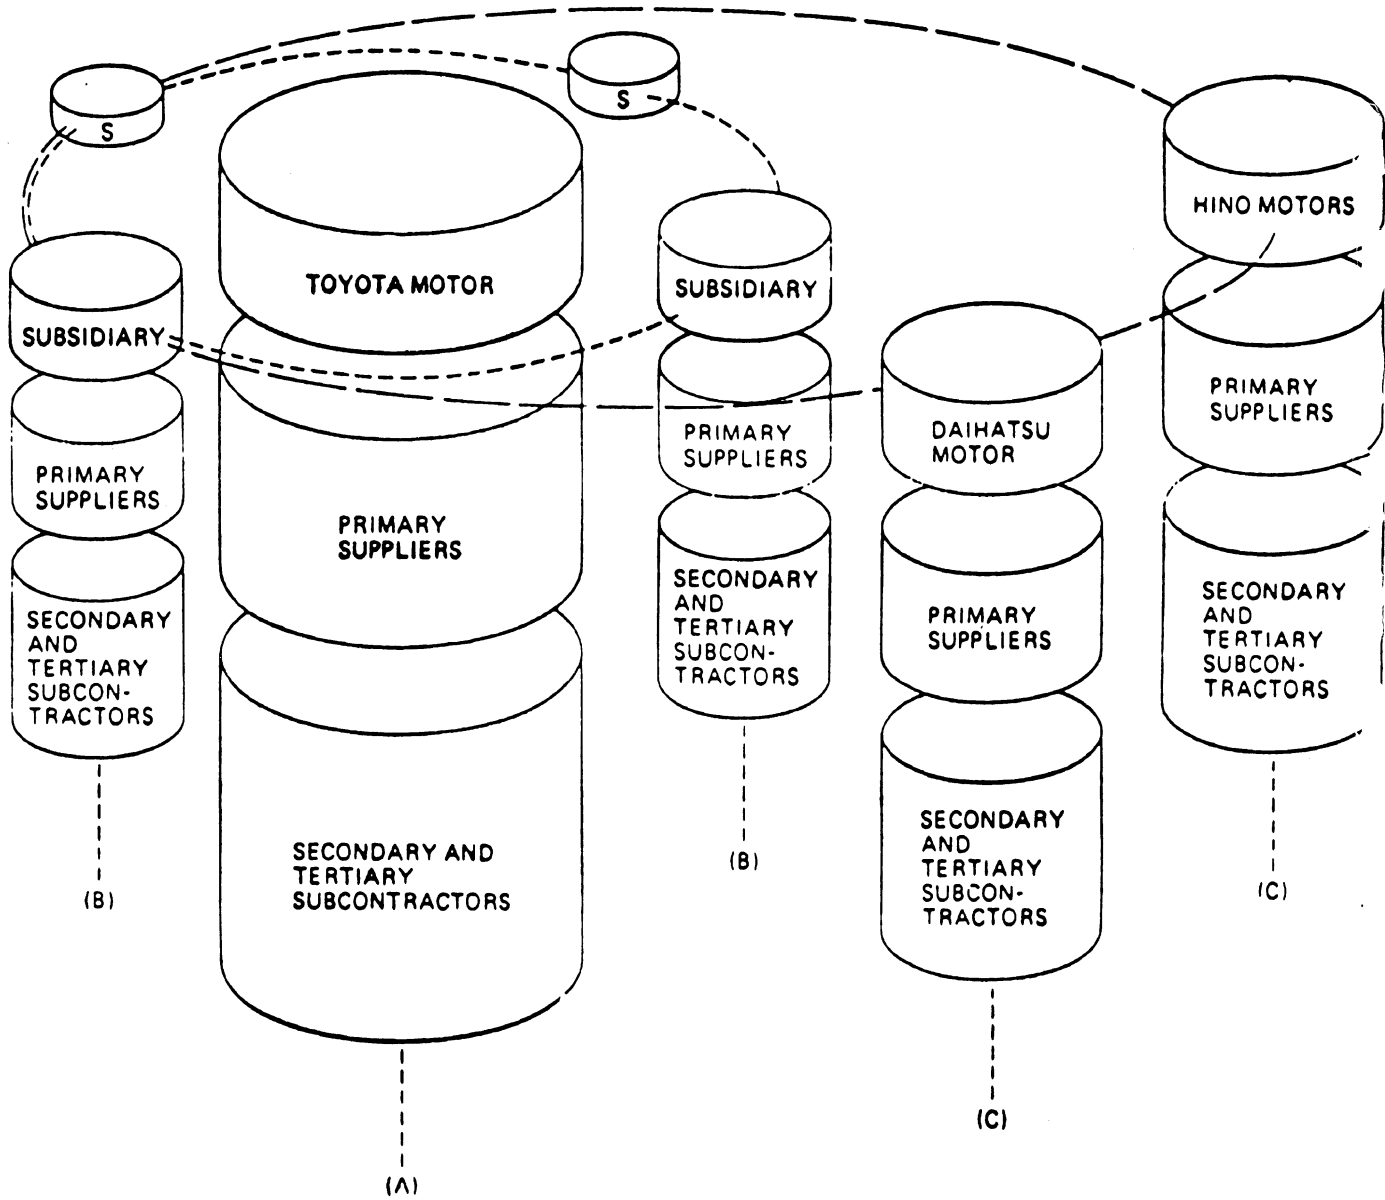 S
S
TOYOTA MOTOR
PRIMARY
SUPPLIERS
SECONDARY AND
TERTIARY
SUBCONTRACTORS
(A)
SUBSIDIARY
PRIMARY
SUPPLIERS
SECONDARY
AND
TERTIARY
SUBCON-
TRACTORS
(B)
SUBSIDIARY
PRIMARY
SUPPLIERS
SECONDARY
AND
TERTIARY
SUBCON-
TRACTORS
(B)
DAIHATSU
MOTOR
PRIMARY
SUPPLIERS
SECONDARY
AND
TERTIARY
SUBCON-
TRACTORS
(C)
HINO MOTORS
PRIMARY
SUPPLIERS
SECONDARY
AND
TERTIARY
SUBCON-
TRACTORS
(C)